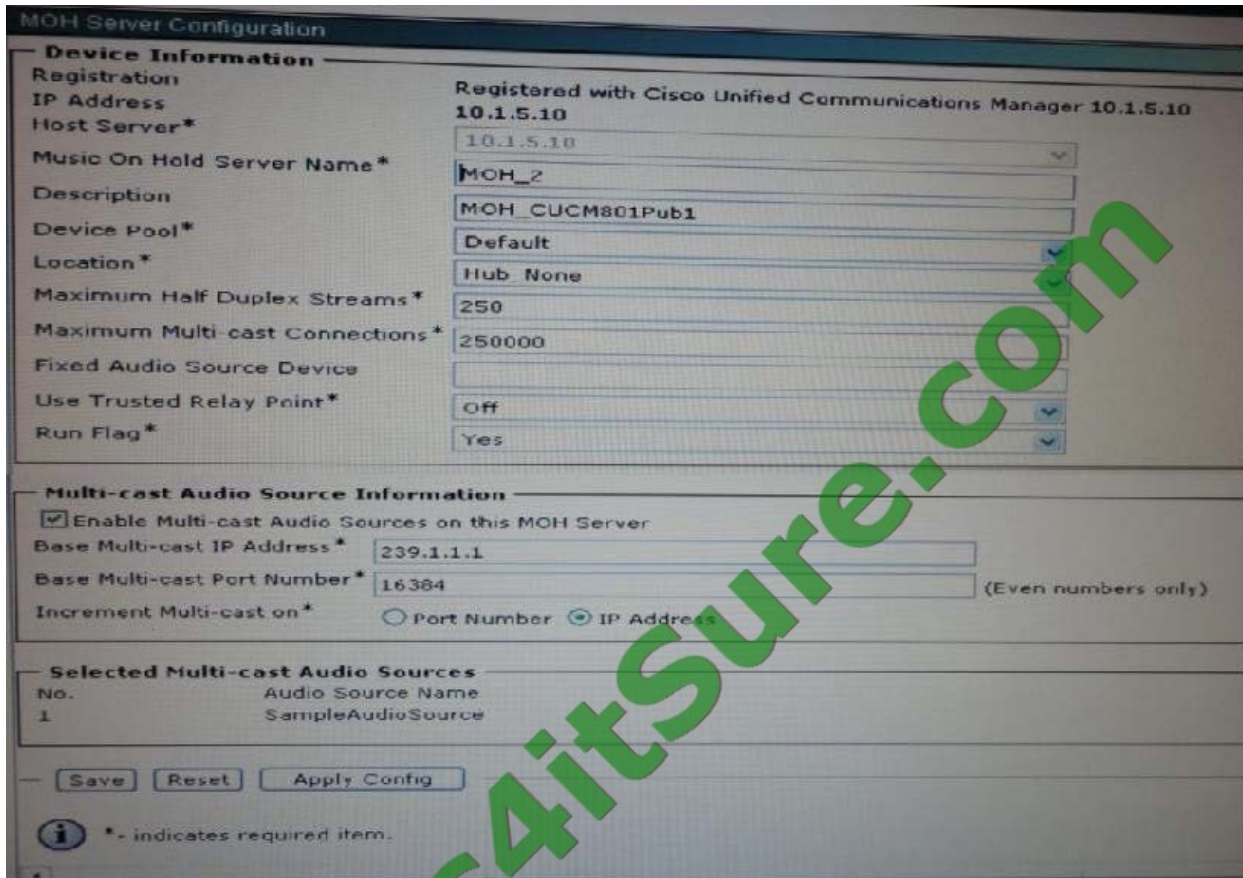 MOH Server Configuration
Device Information
Registration Registered with Cisco Unified Communications Manager 10.1.5.10
IP Address 10.1.5.10
Host Server* 10.1.5.10
Music On Hold Server Name* MOH_2
Description MOH_CUCM801Pub1
Device Pool* Default
Location* Hub_None
Maximum Half Duplex Streams* 250
Maximum Multi-cast Connections* 250000
Fixed Audio Source Device
Use Trusted Relay Point* Off
Run Flag* Yes
Multi-cast Audio Source Information
Enable Multi-cast Audio Sources on this MOH Server
Base Multi-cast IP Address* 239.1.1.1
Base Multi-cast Port Number* 16384 (Even numbers only)
Increment Multi-cast on* Port Number IP Address
Selected Multi-cast Audio Sources
No. Audio Source Name
1 SampleAudioSource
Save Reset Apply Config
i *- indicates required item.
4itSure.com